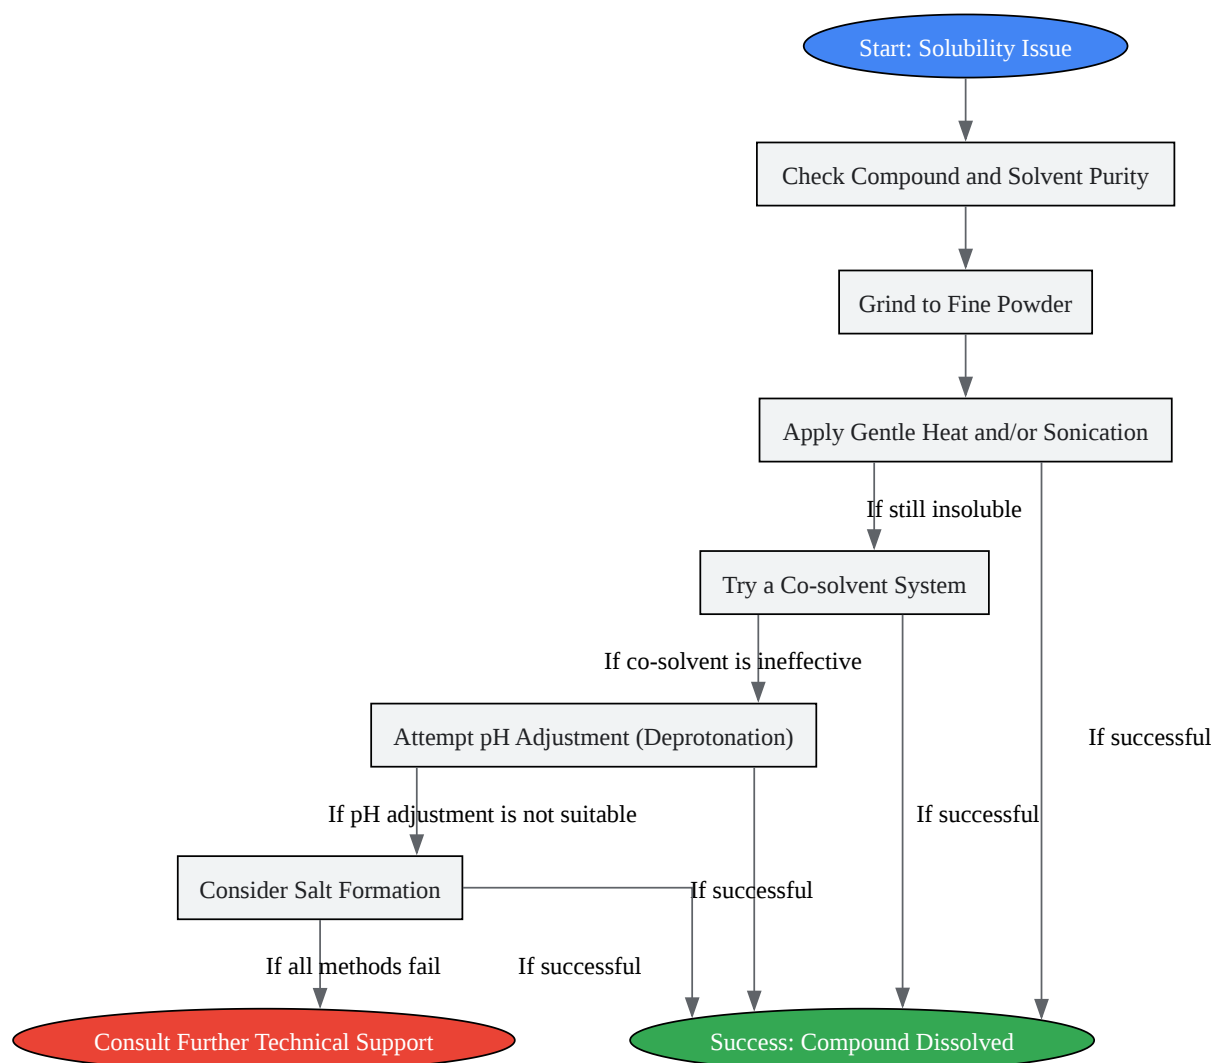 Start: Solubility Issue
Check Compound and Solvent Purity
Grind to Fine Powder
Apply Gentle Heat and/or Sonication
If still insoluble
Try a Co-solvent System
If co-solvent is ineffective
Attempt pH Adjustment (Deprotonation)
If successful
If pH adjustment is not suitable
If successful
Consider Salt Formation
If successful
If all methods fail
If successful
Consult Further Technical Support
Success: Compound Dissolved